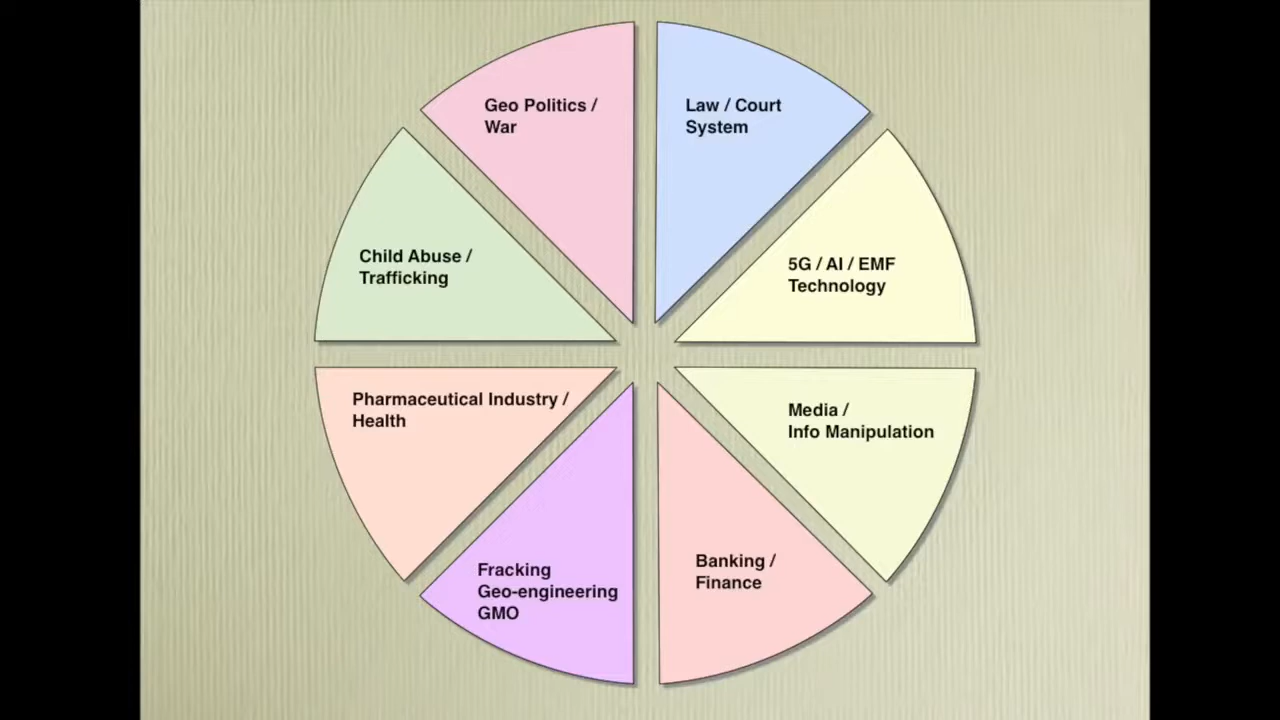 Geo Politics /
War
Law / Court
System
Child Abuse /
Trafficking
5G / AI / EMF
Technology
Pharmaceutical Industry /
Health
Media /
Info Manipulation
Fracking
Geo-engineering
GMO
Banking /
Finance